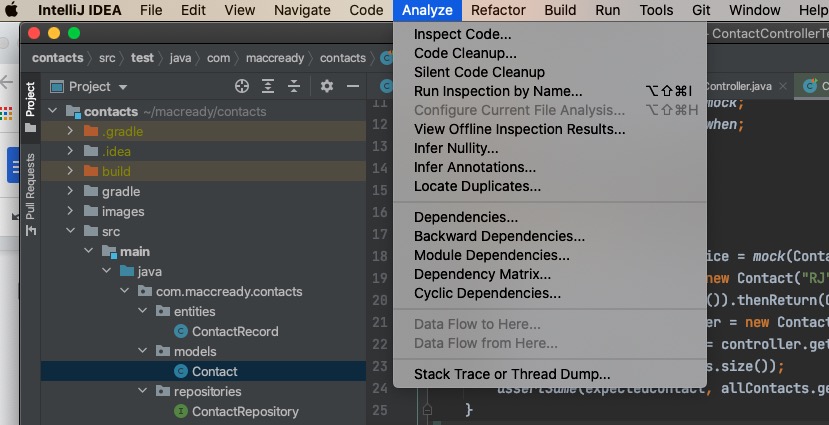 IntelliJ IDEA File Edit View Navigate Code Analyze Refactor Build Run Tools Git Window Help
contacts src test java com maccready contacts
ContactControllerTe
Project
Controller.java
contacts ~/macready/contacts
.gradle
.idea
build
gradle
images
src
main
java
com.maccready.contacts
entities
ContactRecord
models
Contact
repositories
ContactRepository
Project
Pull Requests
Inspect Code...
Code Cleanup...
Silent Code Cleanup
Run Inspection by Name... ⌥⇧⌘I
Configure Current File Analysis... ⌥⇧⌘H
View Offline Inspection Results...
Infer Nullity...
Infer Annotations...
Locate Duplicates...
Dependencies...
Backward Dependencies...
Module Dependencies...
Dependency Matrix...
Cyclic Dependencies...
Data Flow to Here...
Data Flow from Here...
Stack Trace or Thread Dump...
11 mock;
12 when;
13
14
15
16
17
18 ice = mock(Conta
19 new Contact("RJ"
20 ()).thenReturn(
21 er = new Contac
22 = controller.get
23 s.size());
24 assertSame(expectedContact, allContacts.ge
25 }